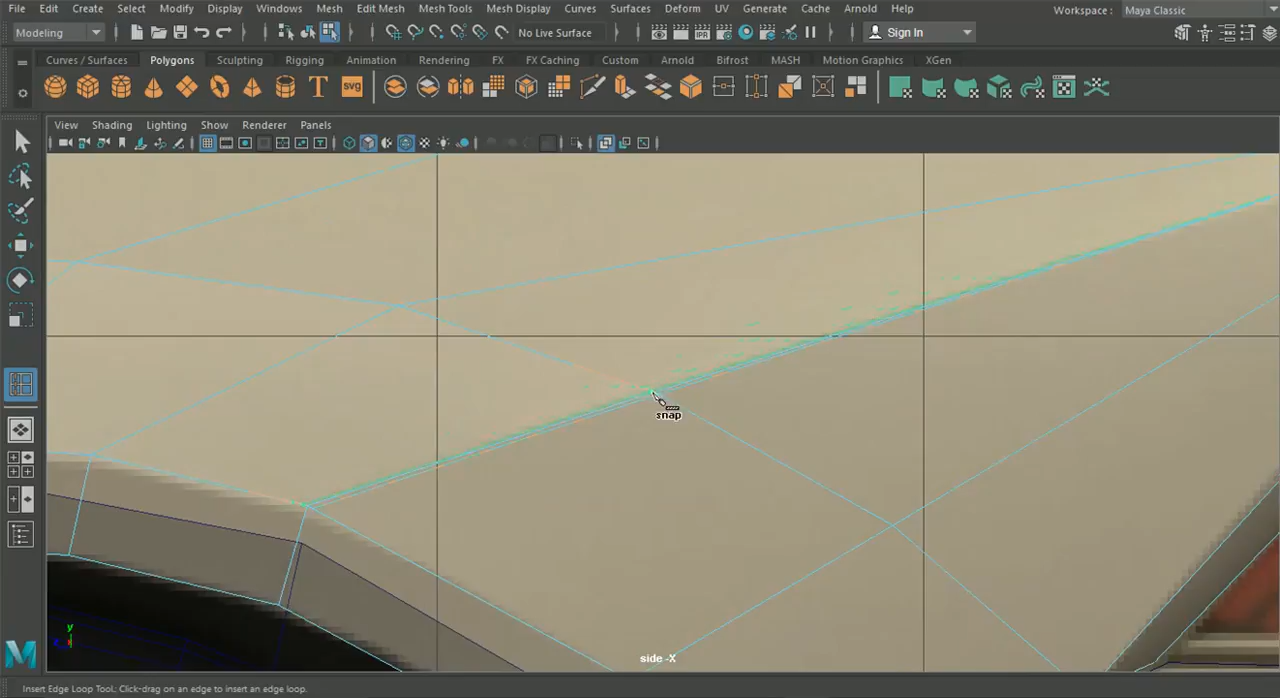 File Edit Create Select Modify Display Windows Mesh Edit Mesh Mesh Tools Mesh Display Curves Surfaces Deform UV Generate Cache Arnold Help Workspace : Maya Classic
Modeling No Live Surface IPR Sign In
Curves / Surfaces Polygons Sculpting Rigging Animation Rendering FX FX Caching Custom Arnold Bifrost MASH Motion Graphics XGen
T SVG
View Shading Lighting Show Renderer Panels
snap
y
side -X
Insert Edge Loop Tool: Click-drag on an edge to insert an edge loop.